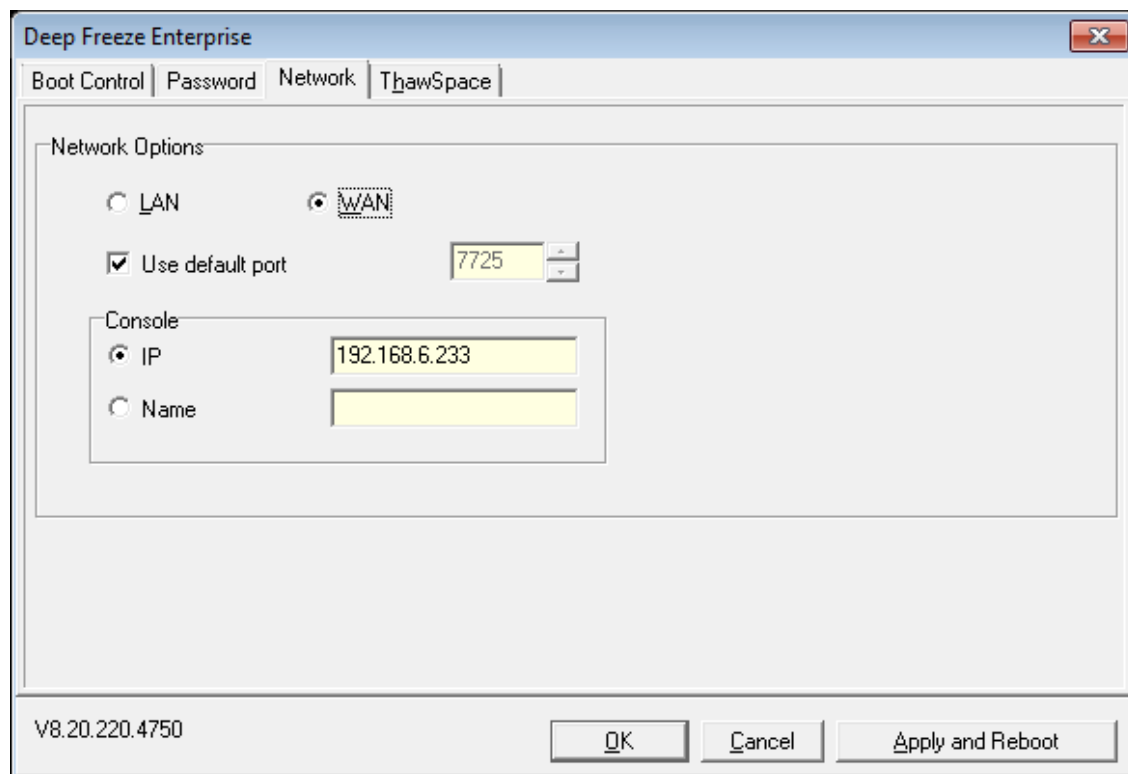 Deep Freeze Enterprise
Boot Control Password Network ThawSpace
Network Options
LAN WAN
Use default port 7725
Console
IP 192.168.6.233
Name
V8.20.220.4750 OK Cancel Apply and Reboot